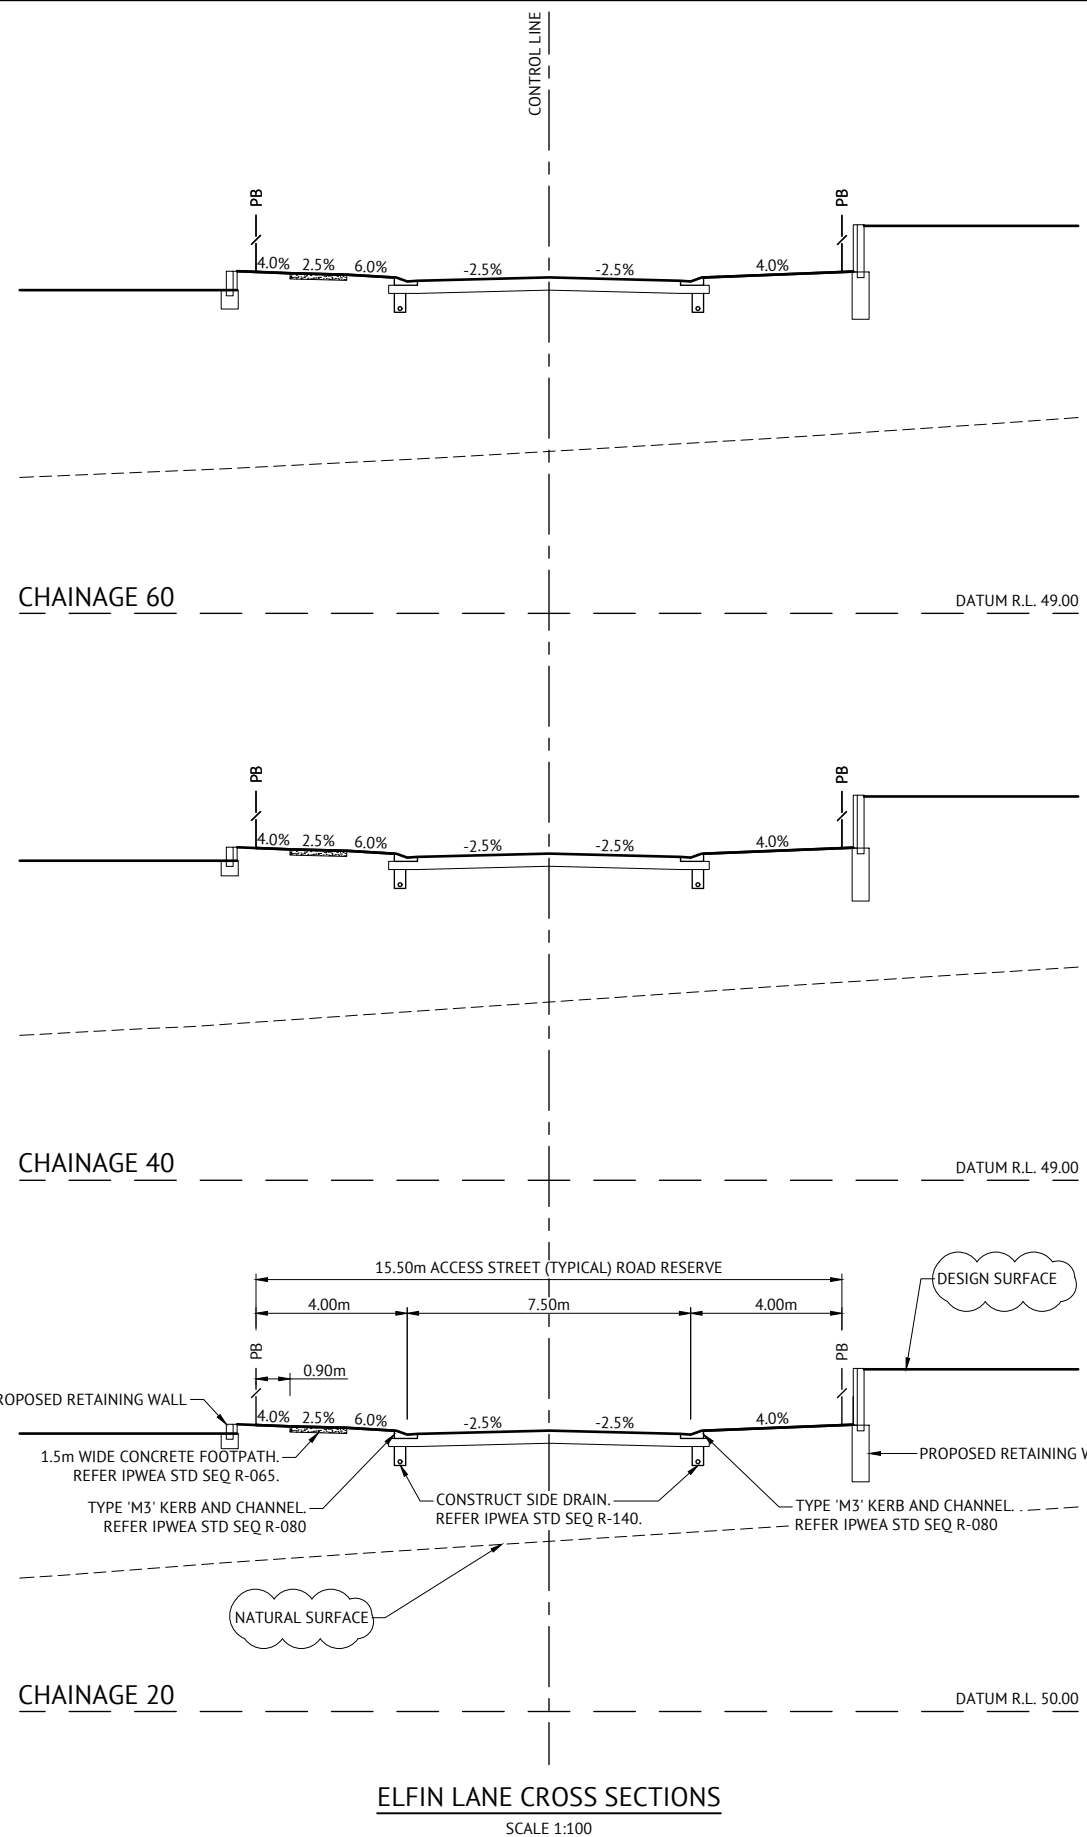 CONTROL LINE
PB
PB
4.0% 2.5% 6.0% -2.5% -2.5% 4.0%
CHAINAGE 60
DATUM R.L. 49.00
PB
PB
4.0% 2.5% 6.0% -2.5% -2.5% 4.0%
CHAINAGE 40
DATUM R.L. 49.00
15.50m ACCESS STREET (TYPICAL) ROAD RESERVE
DESIGN SURFACE
4.00m 7.50m 4.00m
PB
PB
0.90m
ROPOSED RETAINING WALL
4.0% 2.5% 6.0% -2.5% -2.5% 4.0%
1.5m WIDE CONCRETE FOOTPATH.
REFER IPWEA STD SEQ R-065.
PROPOSED RETAINING W
TYPE 'M3' KERB AND CHANNEL.
REFER IPWEA STD SEQ R-080
CONSTRUCT SIDE DRAIN.
REFER IPWEA STD SEQ R-140.
TYPE 'M3' KERB AND CHANNEL.
REFER IPWEA STD SEQ R-080
NATURAL SURFACE
CHAINAGE 20
DATUM R.L. 50.00
ELFIN LANE CROSS SECTIONS
SCALE 1:100